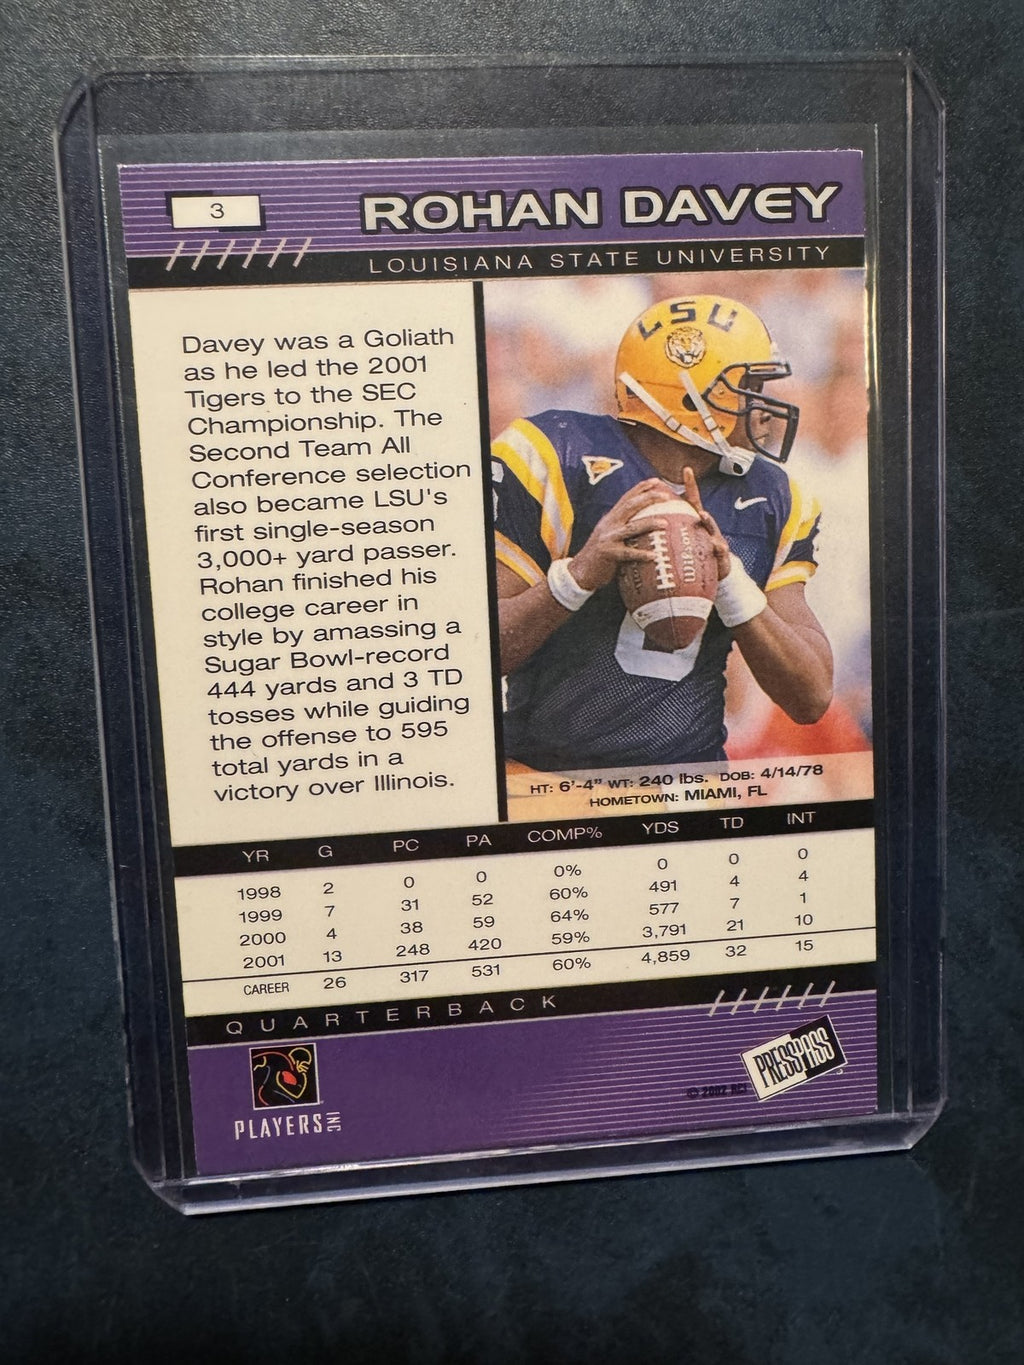 3
ROHAN DAVEY
LOUISIANA STATE UNIVERSITY
Davey was a Goliath
as he led the 2001
Tigers to the SEC
Championship. The
Second Team All
Conference selection
also became LSU's
first single-season
3,000+ yard passer.
Rohan finished his
college career in
style by amassing a
Sugar Bowl-record
444 yards and 3 TD
tosses while guiding
the offense to 595
total yards in a
victory over Illinois.
LSU
Wilson
HT: 6'-4" WT: 240 lbs. DOB: 4/14/78
HOMETOWN: MIAMI, FL
YR G PC PA COMP% YDS TD INT
1998 2 0 0 0% 0 0 0
1999 7 31 52 60% 491 4 4
2000 4 38 59 64% 577 7 1
2001 13 248 420 59% 3,791 21 10
CAREER 26 317 531 60% 4,859 32 15
QUARTERBACK
PLAYERS INC
© 2002 RCI
PRESSPASS